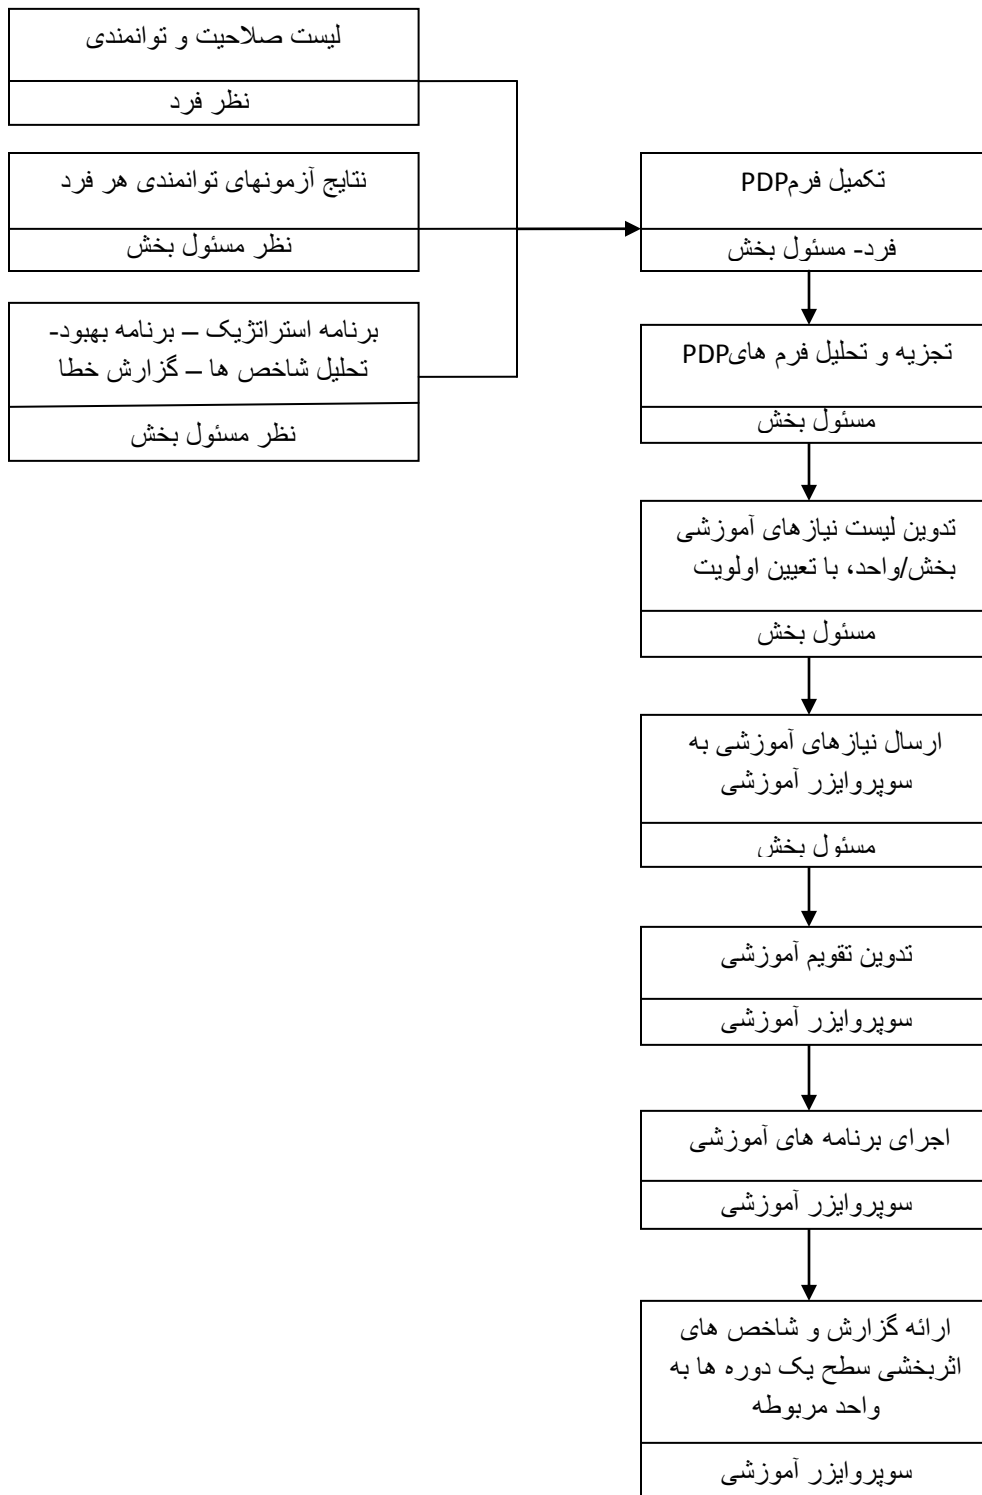 لیست صلاحیت و توانمندی
نظر فرد
نتایج آزمونهای توانمندی هر فرد
نظر مسئول بخش
برنامه استراتژیک – برنامه بهبود-
تحلیل شاخص ها – گزارش خطا
نظر مسئول بخش
تکمیل فرمPDP
فرد- مسئول بخش
تجزیه و تحلیل فرم هایPDP
مسئول بخش
تدوین لیست نیازهای آموزشی
بخش/واحد، با تعیین اولویت
مسئول بخش
ارسال نیازهای آموزشی به
سوپروایزر آموزشی
مسئول بخش
تدوین تقویم آموزشی
سوپروایزر آموزشی
اجرای برنامه های آموزشی
سوپروایزر آموزشی
ارائه گزارش و شاخص های
اثربخشی سطح یک دوره ها به
واحد مربوطه
سوپروایزر آموزشی